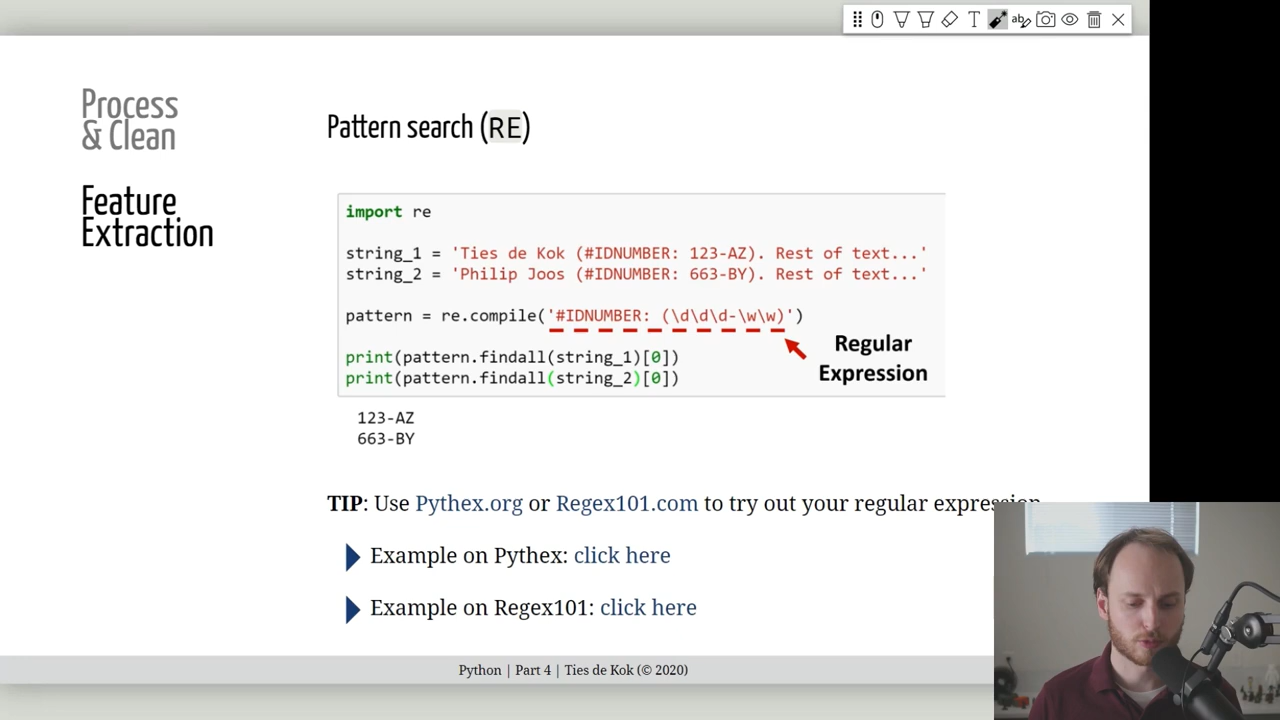 Process
& Clean
Feature
Extraction
Pattern search (RE)
import re
string_1 = 'Ties de Kok (#IDNUMBER: 123-AZ). Rest of text...'
string_2 = 'Philip Joos (#IDNUMBER: 663-BY). Rest of text...'
pattern = re.compile('#IDNUMBER: (\d\d\d-\w\w)')
print(pattern.findall(string_1)[0])
print(pattern.findall(string_2)[0])
Regular
Expression
123-AZ
663-BY
TIP: Use Pythex.org or Regex101.com to try out your regular expression
Example on Pythex: click here
Example on Regex101: click here
Python | Part 4 | Ties de Kok (© 2020)